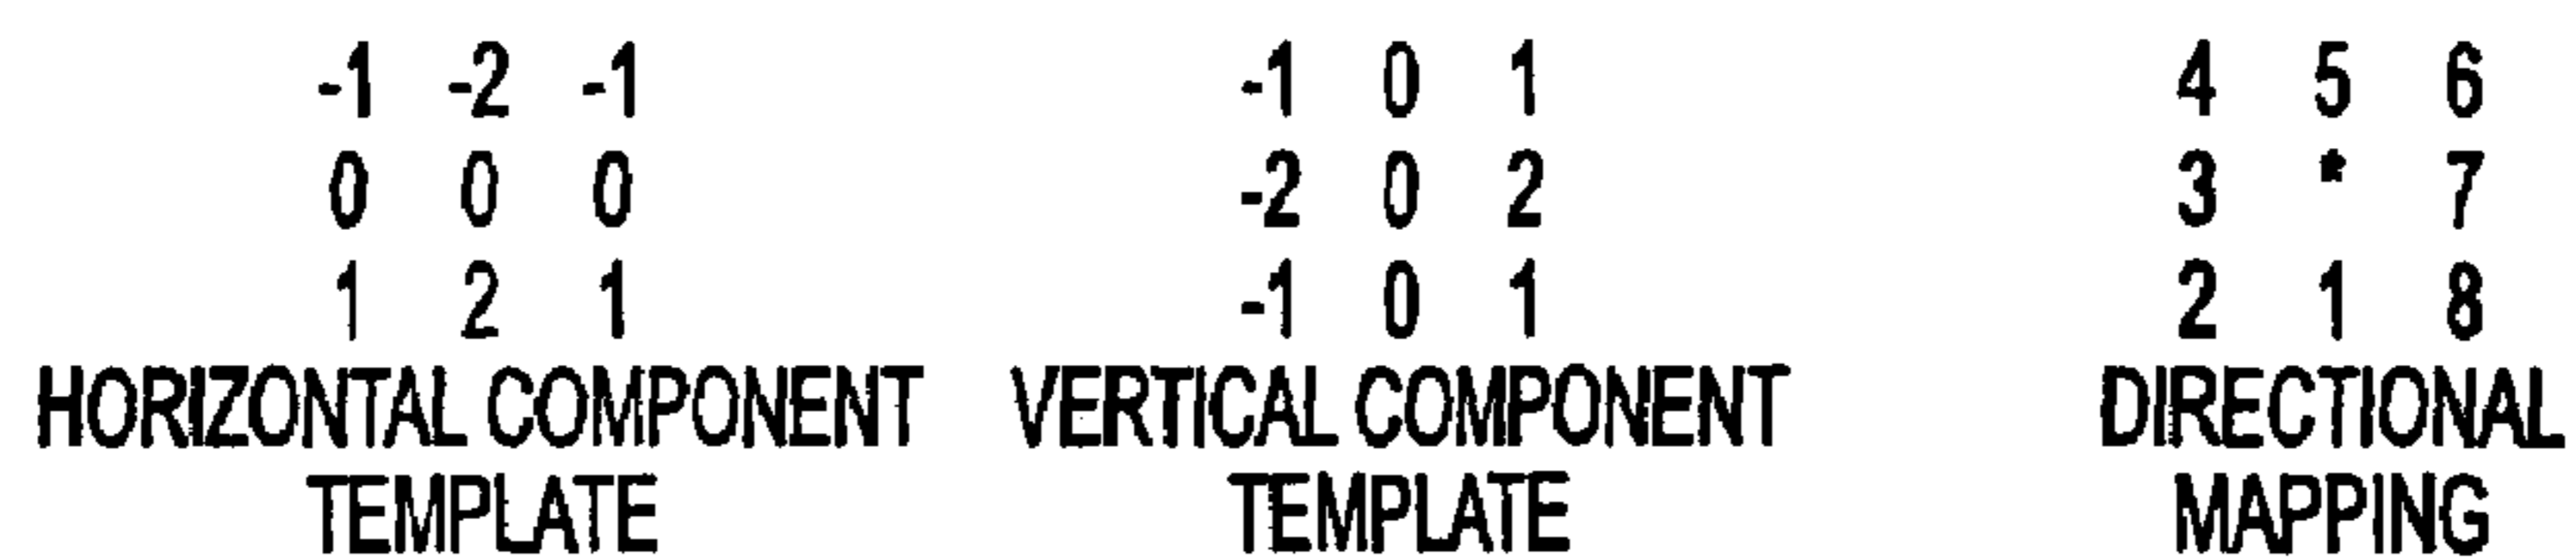 -1 -2 -1 -1 0 1 4 5 6
0 0 0 -2 0 2 3 * 7
1 2 1 -1 0 1 2 1 8
HORIZONTAL COMPONENT VERTICAL COMPONENT DIRECTIONAL
TEMPLATE TEMPLATE MAPPING